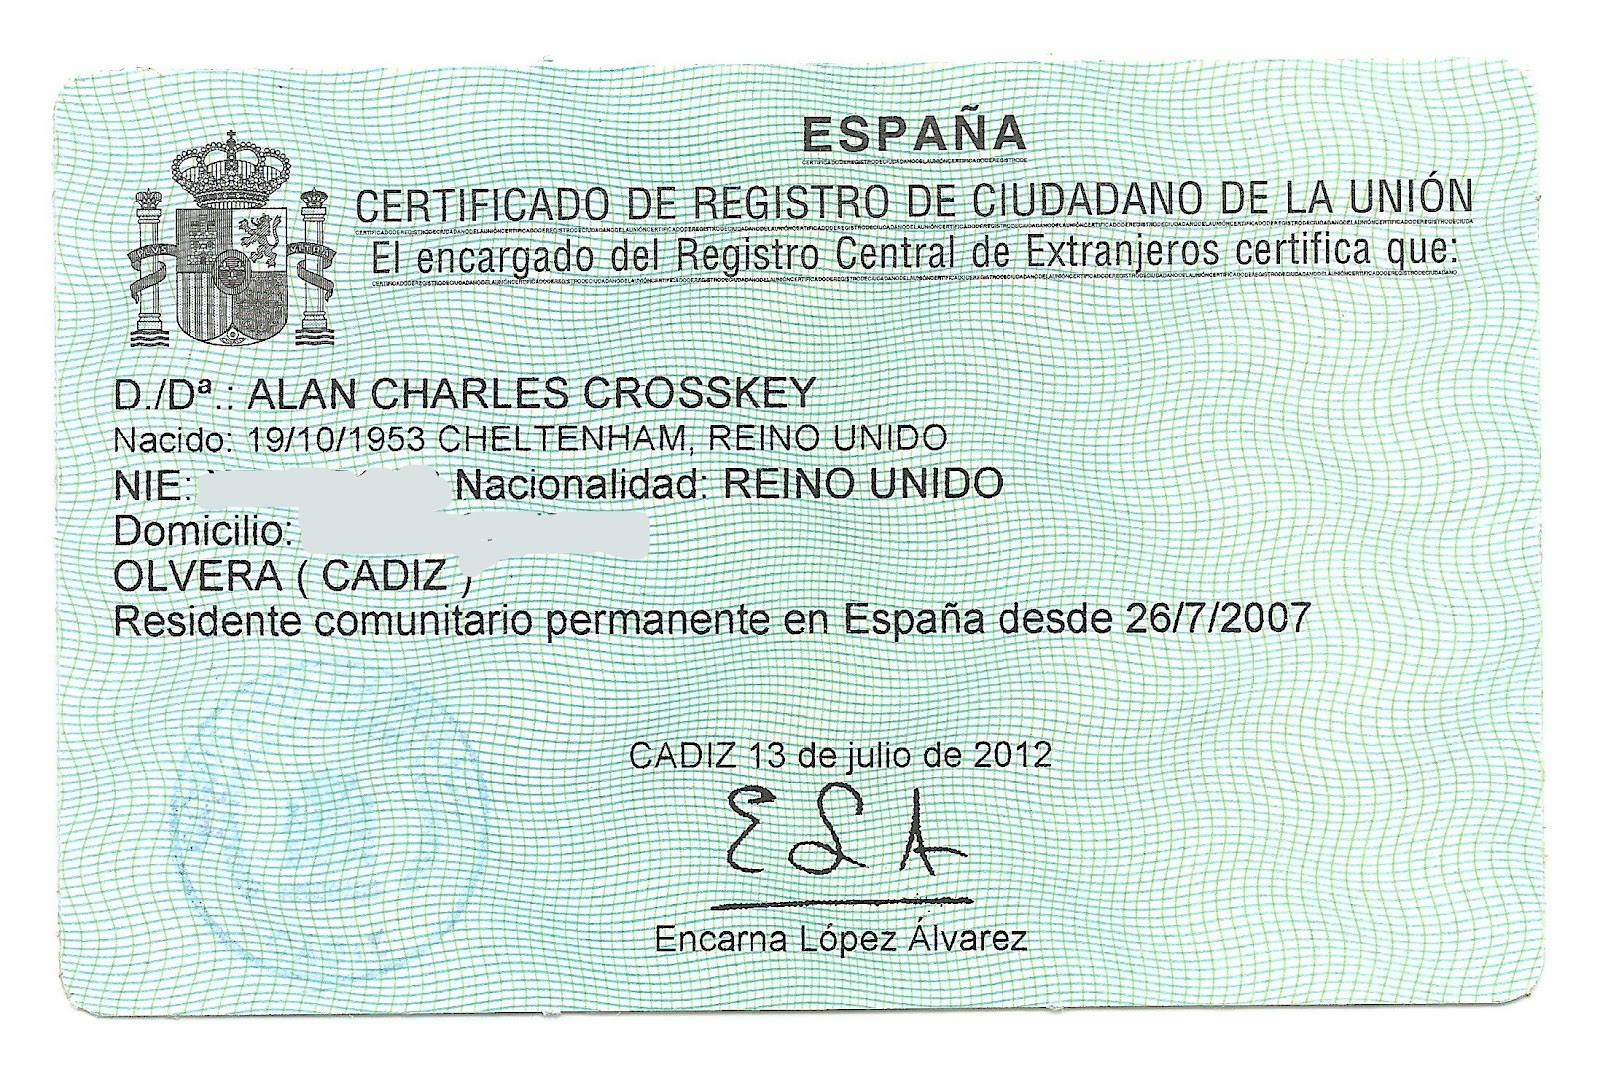 ESPAÑA
CERTIFICADO DE REGISTRO DE CIUDADANO DE LA UNIÓN
El encargado del Registro Central de Extranjeros certifica que:
D./Dª.: ALAN CHARLES CROSSKEY
Nacido: 19/10/1953 CHELTENHAM, REINO UNIDO
NIE: Nacionalidad: REINO UNIDO
Domicilio:
OLVERA ( CADIZ )
Residente comunitario permanente en España desde 26/7/2007
CADIZ 13 de julio de 2012
ELA
Encarna López Álvarez